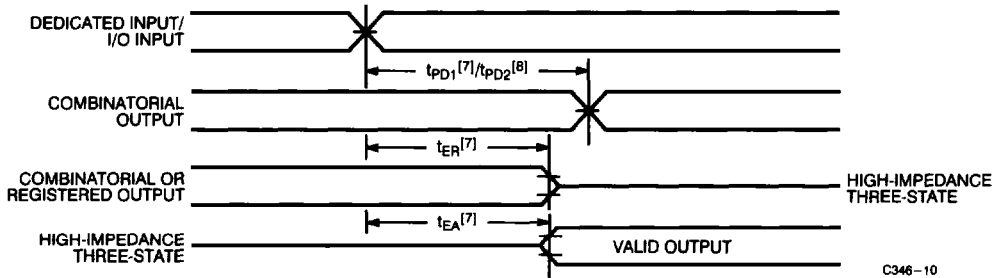 DEDICATED INPUT/
I/O INPUT
tPD1[7]/tPD2[8]
COMBINATORIAL
OUTPUT
tER[7]
COMBINATORIAL OR
REGISTERED OUTPUT
HIGH-IMPEDANCE
THREE-STATE
tEA[7]
HIGH-IMPEDANCE
THREE-STATE
VALID OUTPUT
C346-10